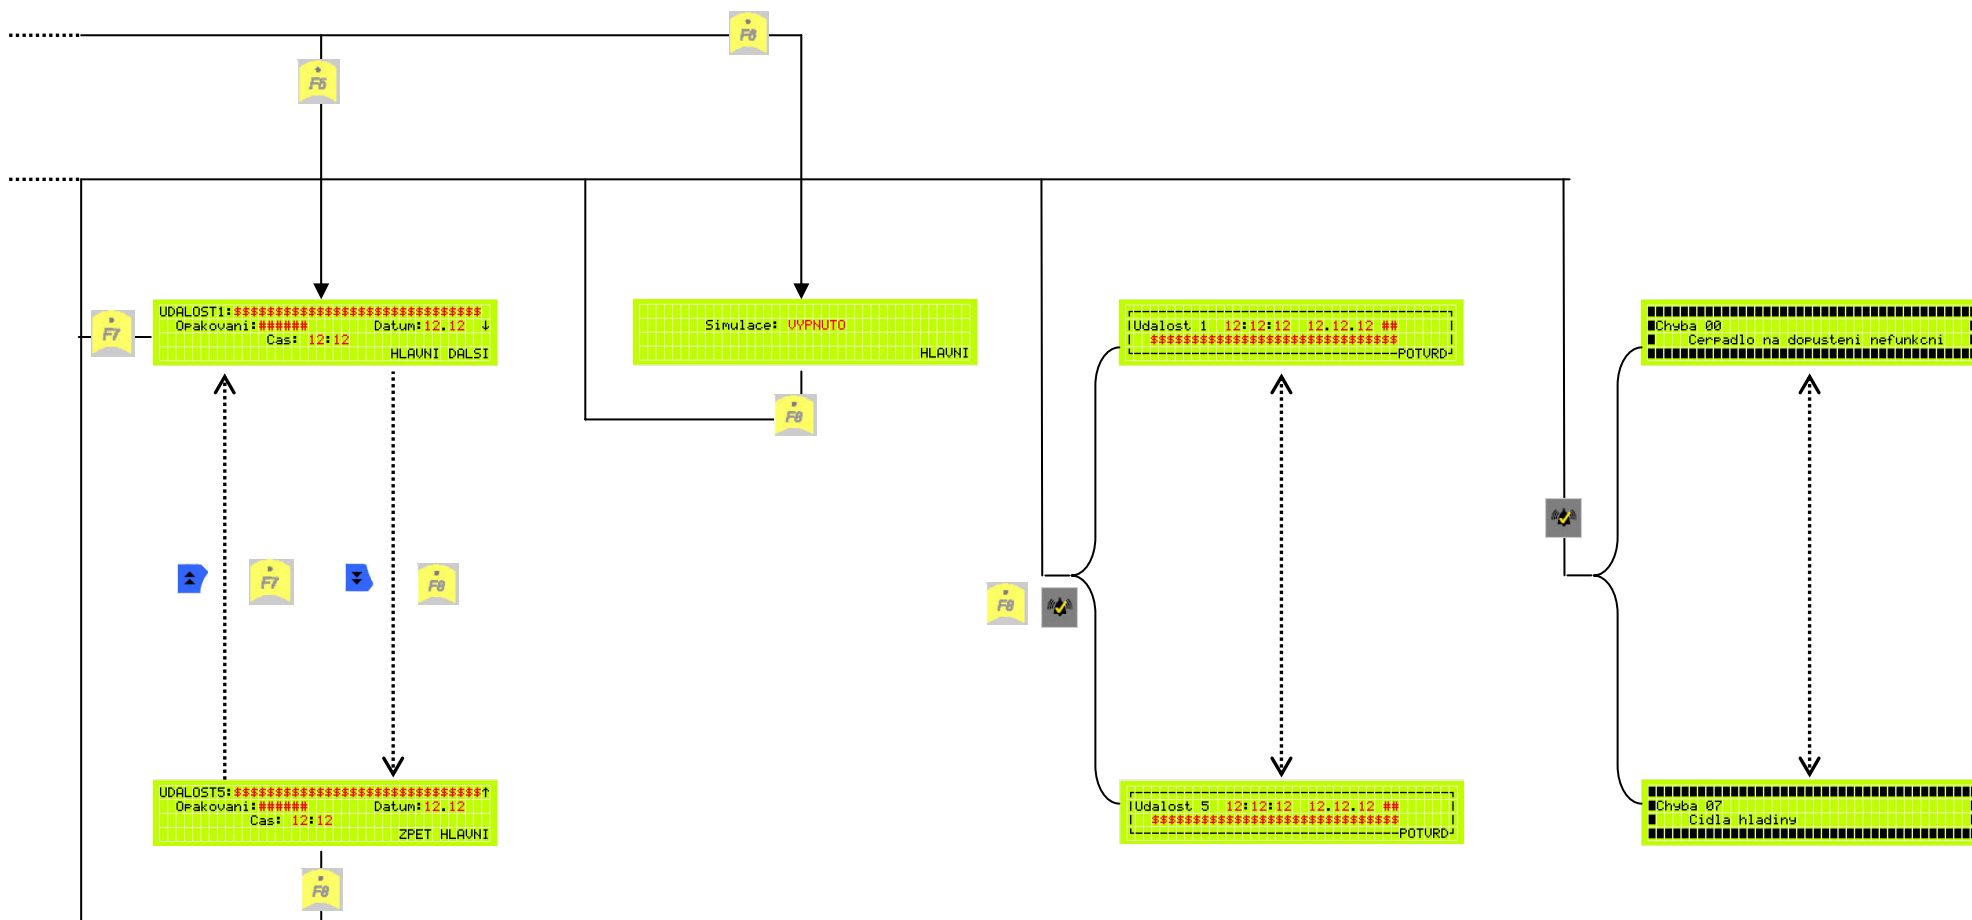 F6
F5
UDALOST1:$$$$$$$$$$$$$$$$$$$$$$$$$$$$$$
Opakovani:###### Datum:12.12 ↓
Cas: 12:12
HLAVNI DALSI
F7
Simulace: VYPNUTO
HLAVNI
F8
Udalost 1 12:12:12 12.12.12 ##
$$$$$$$$$$$$$$$$$$$$$$$$$$$$$$
POTVRD
Chyba 00
Cerpadlo na dopusteni nefunkcni
F7
F8
F8
UDALOST5:$$$$$$$$$$$$$$$$$$$$$$$$$$$$$$↑
Opakovani:###### Datum:12.12
Cas: 12:12
ZPET HLAVNI
F8
Udalost 5 12:12:12 12.12.12 ##
$$$$$$$$$$$$$$$$$$$$$$$$$$$$$$
POTVRD
Chyba 07
Cidla hladiny